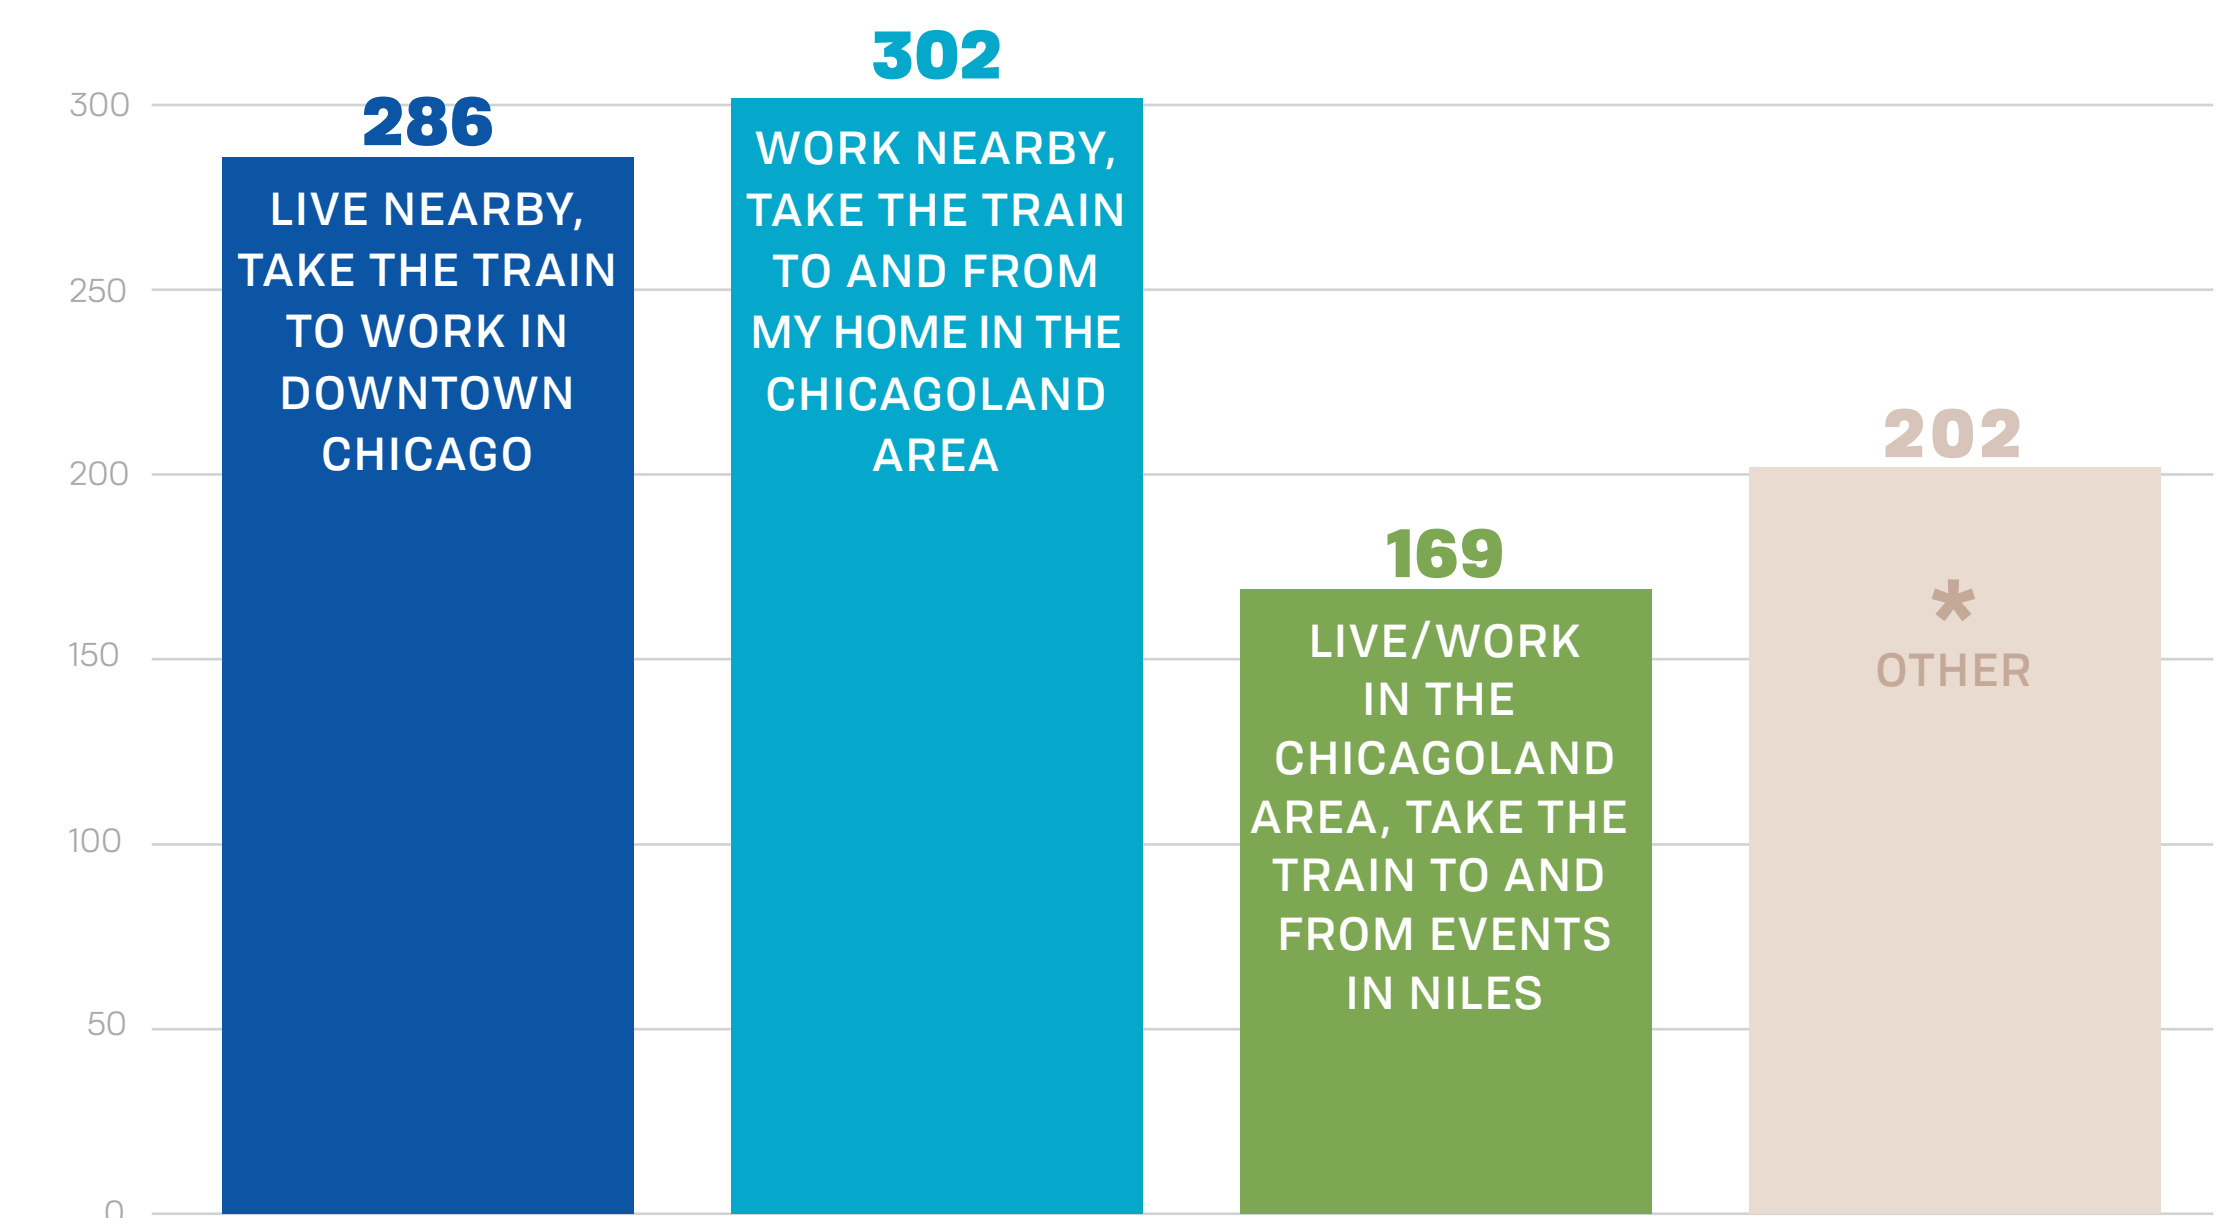 300
250
200
150
100
50
0
286
LIVE NEARBY,
TAKE THE TRAIN
TO WORK IN
DOWNTOWN
CHICAGO
302
WORK NEARBY,
TAKE THE TRAIN
TO AND FROM
MY HOME IN THE
CHICAGOLAND
AREA
169
LIVE/WORK
IN THE
CHICAGOLAND
AREA, TAKE THE
TRAIN TO AND
FROM EVENTS
IN NILES
202
*
OTHER